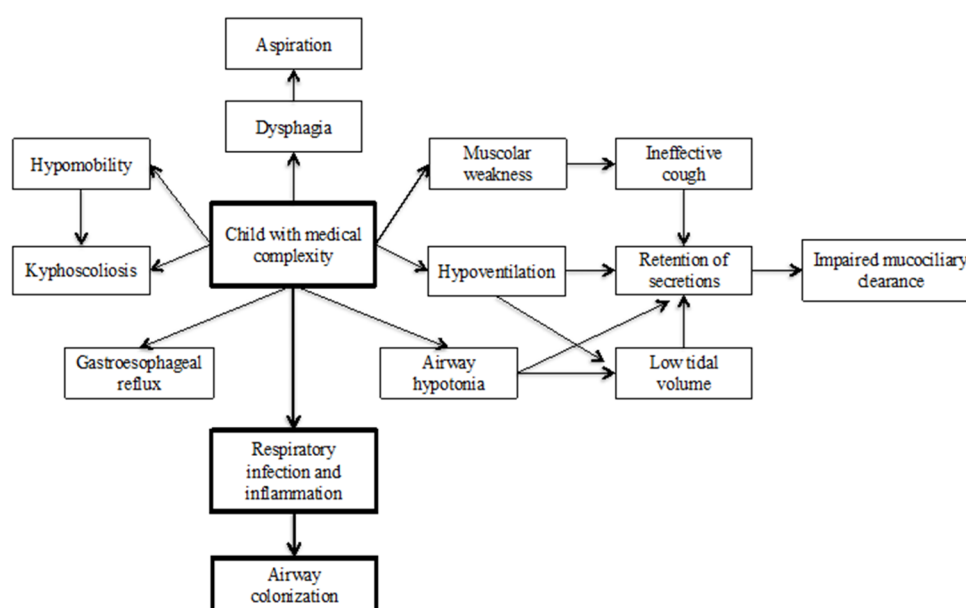 Aspiration
Dysphagia
Hypomobility
Muscolar
weakness
Ineffective
cough
Child with medical
complexity
Kyphoscoliosis
Hypoventilation
Retention of
secretions
Impaired mucociliary
clearance
Gastroesophageal
reflux
Airway
hypotonia
Low tidal
volume
Respiratory
infection and
inflammation
Airway
colonization